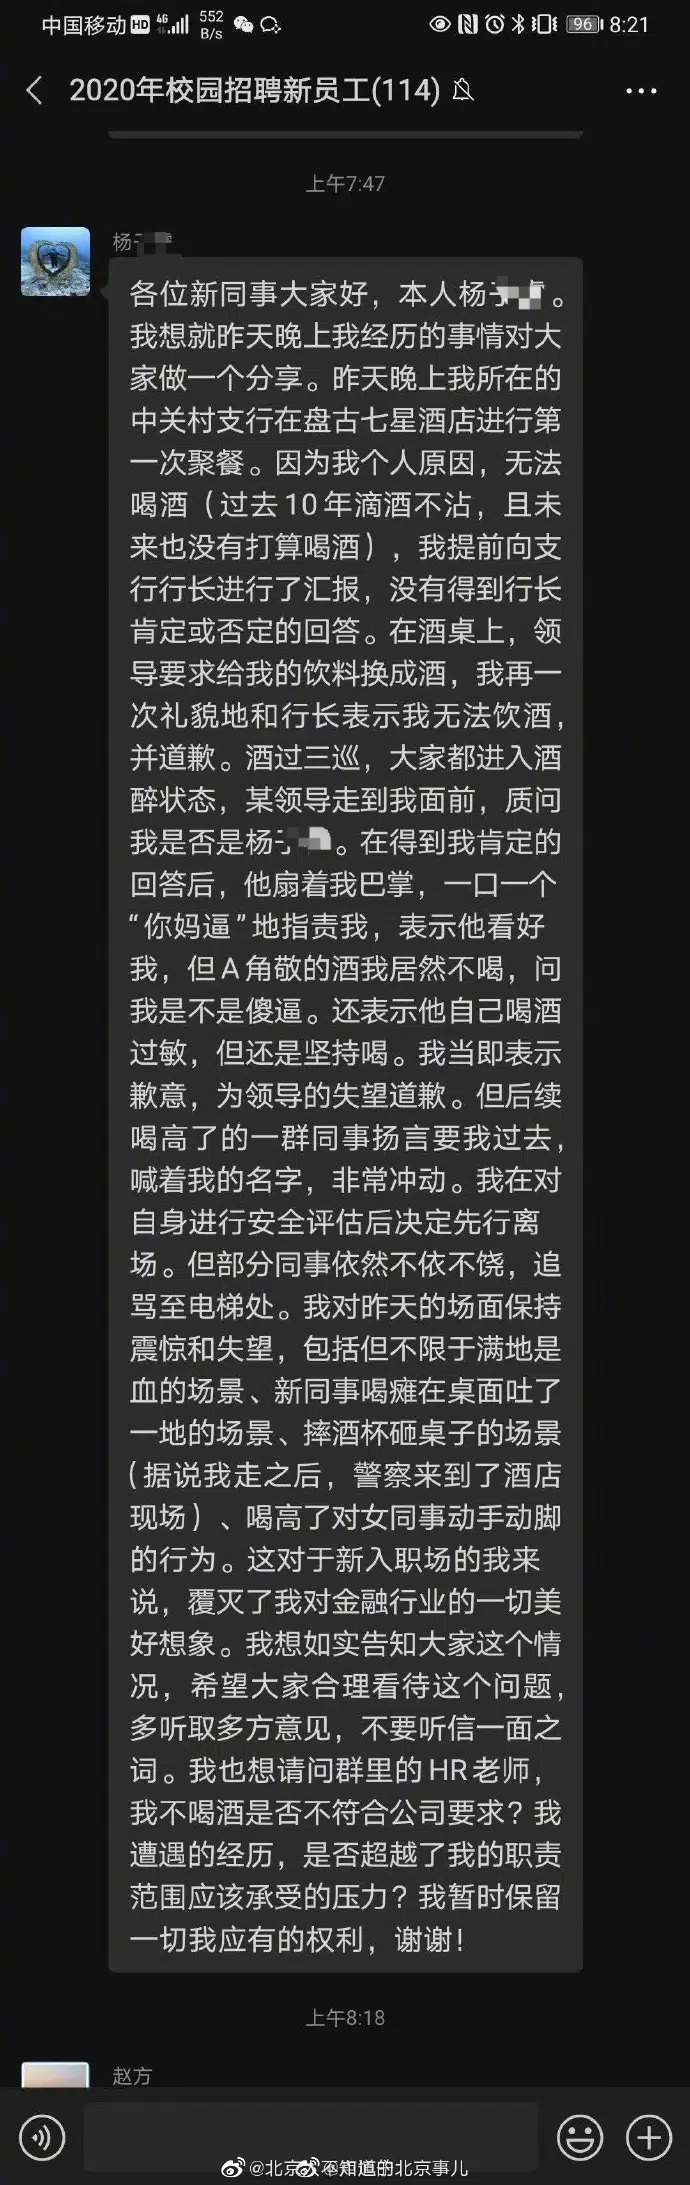 中国移动 HD 4G 552 B/s 96 8:21
2020年校园招聘新员工(114)
上午7:47
杨
各位新同事大家好，本人杨 。
我想就昨天晚上我经历的事情对大
家做一个分享。昨天晚上我所在的
中关村支行在盘古七星酒店进行第
一次聚餐。因为我个人原因，无法
喝酒（过去10年滴酒不沾，且未
来也没有打算喝酒），我提前向支
行行长进行了汇报，没有得到行长
肯定或否定的回答。在酒桌上，领
导要求给我的饮料换成酒，我再一
次礼貌地和行长表示我无法饮酒，
并道歉。酒过三巡，大家都进入酒
醉状态，某领导走到我面前，质问
我是否是杨 。在得到我肯定的
回答后，他扇着我巴掌，一口一个
“你妈逼”地指责我，表示他看好
我，但A角敬的酒我居然不喝，问
我是不是傻逼。还表示他自己喝酒
过敏，但还是坚持喝。我当即表示
歉意，为领导的失望道歉。但后续
喝高了的一群同事扬言要我过去，
喊着我的名字，非常冲动。我在对
自身进行安全评估后决定先行离
场。但部分同事依然不依不饶，追
骂至电梯处。我对昨天的场面保持
震惊和失望，包括但不限于满地是
血的场景、新同事喝瘫在桌面吐了
一地的场景、摔酒杯砸桌子的场景
(据说我走之后，警察来到了酒店
现场）、喝高了对女同事动手动脚
的行为。这对于新入职场的我来
说，覆灭了我对金融行业的一切美
好想象。我想如实告知大家这个情
况，希望大家合理看待这个问题，
多听取多方意见，不要听信一面之
词。我也想请问群里的HR老师，
我不喝酒是否不符合公司要求？我
遭遇的经历，是否超越了我的职责
范围应该承受的压力？我暂时保留
一切我应有的权利，谢谢！
上午8:18
赵方
@北京 不知道的北京事儿